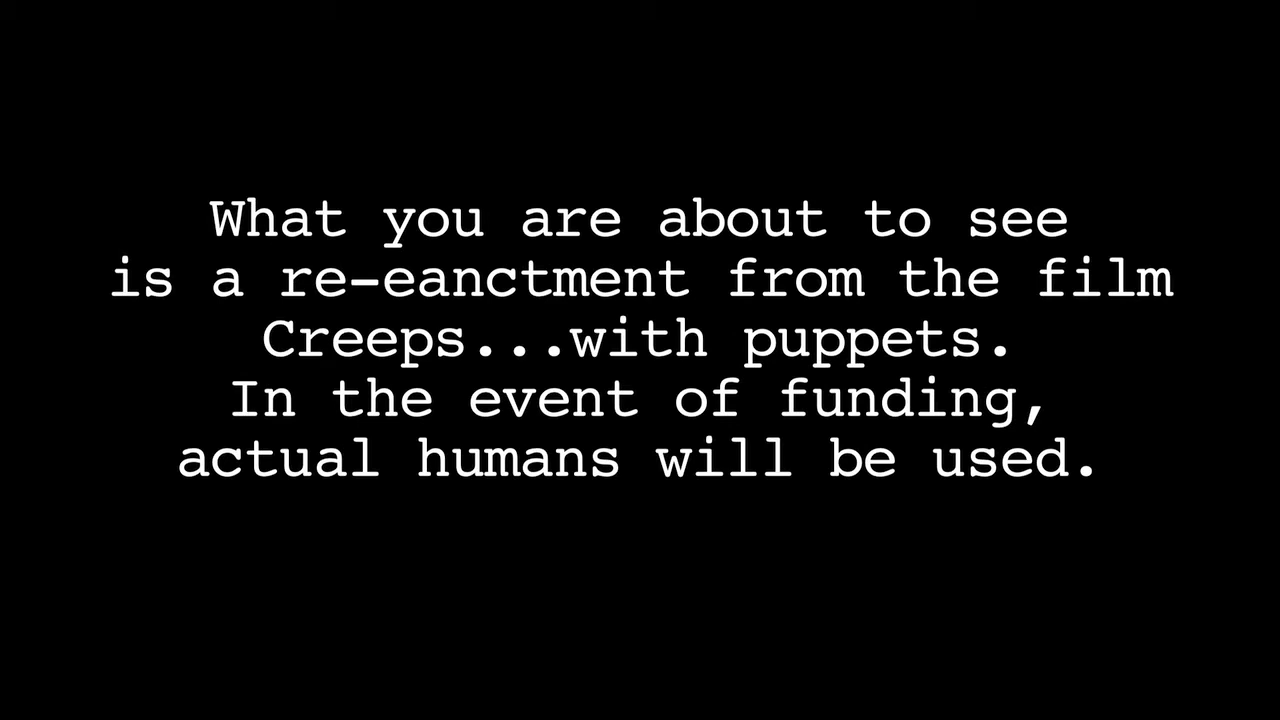 What you are about to see
is a re-eanctment from the film
Creeps...with puppets.
In the event of funding,
actual humans will be used.